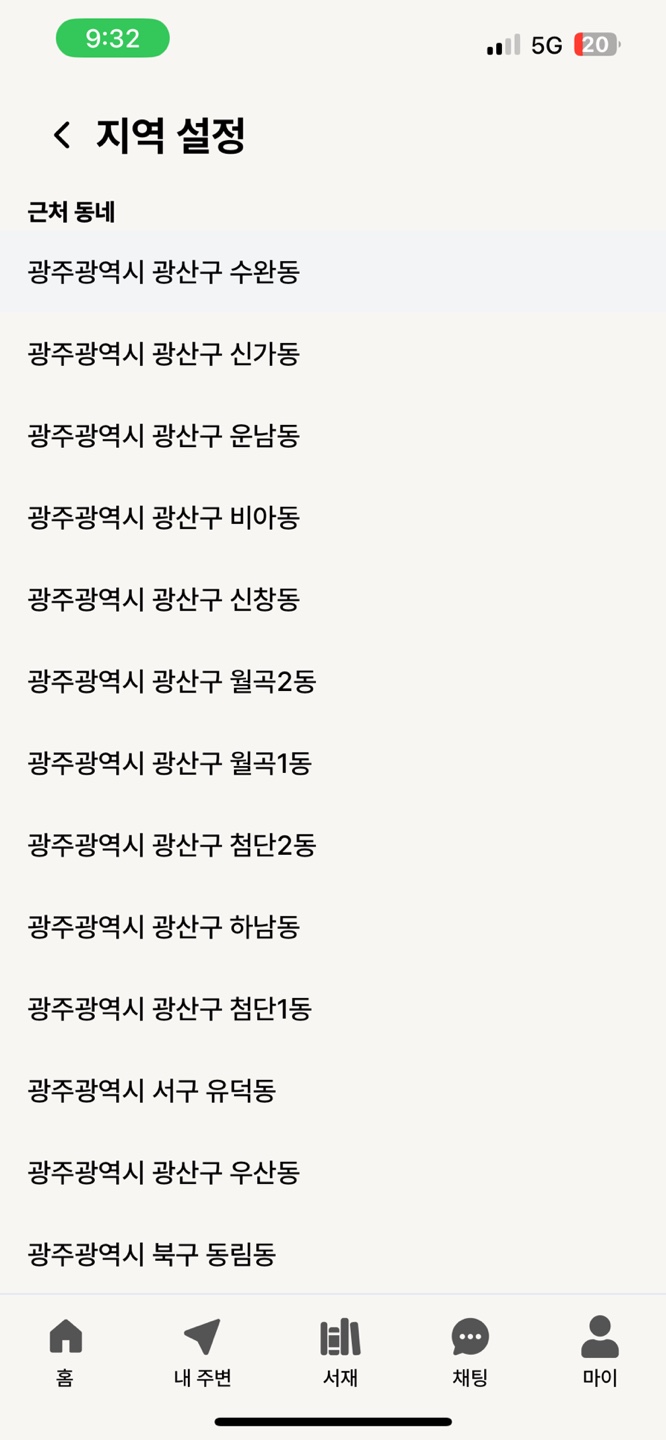 9:32
5G
20
지역 설정
근처 동네
광주광역시 광산구 수완동
광주광역시 광산구 신가동
광주광역시 광산구 운남동
광주광역시 광산구 비아동
광주광역시 광산구 신창동
광주광역시 광산구 월곡2동
광주광역시 광산구 월곡1동
광주광역시 광산구 첨단2동
광주광역시 광산구 하남동
광주광역시 광산구 첨단1동
광주광역시 서구 유덕동
광주광역시 광산구 우산동
광주광역시 북구 동림동
홈
내 주변
서재
채팅
마이